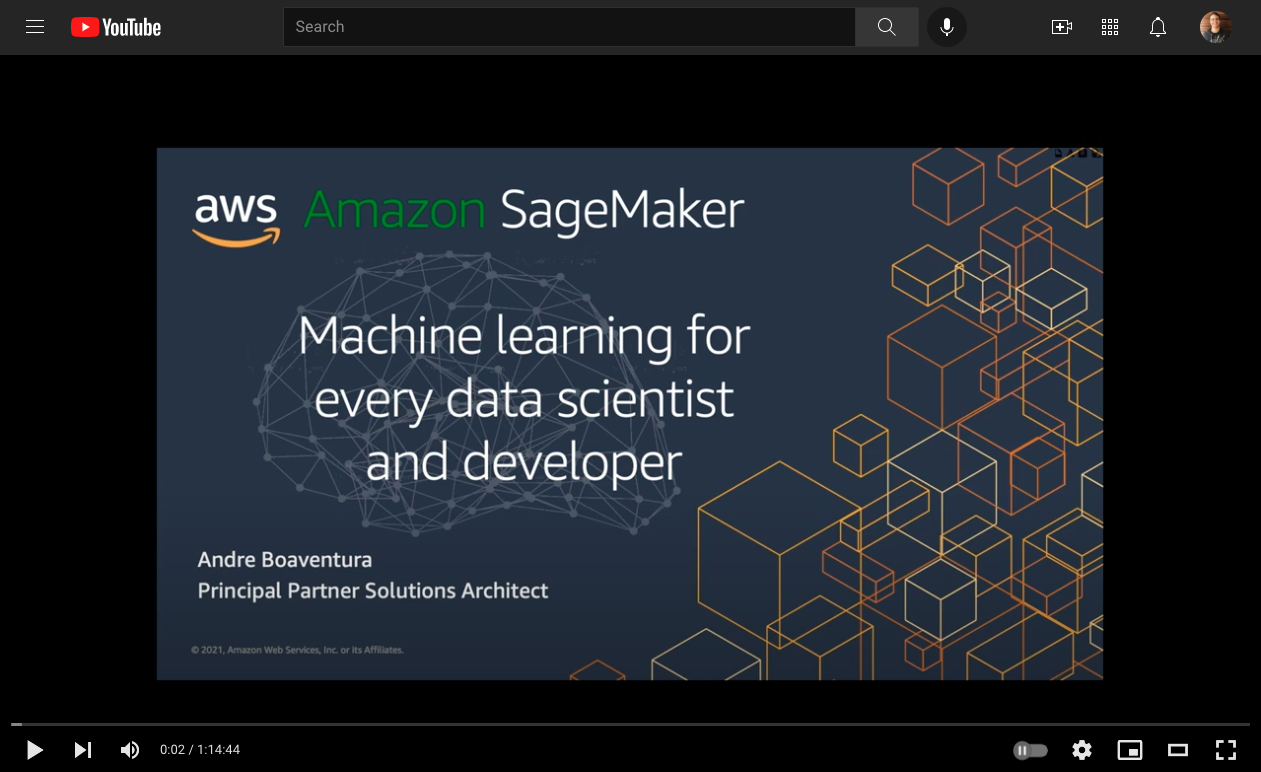 YouTube
Search
aws Amazon SageMaker
Machine learning for
every data scientist
and developer
Andre Boaventura
Principal Partner Solutions Architect
© 2021, Amazon Web Services, Inc. or its Affiliates.
0:02 / 1:14:44